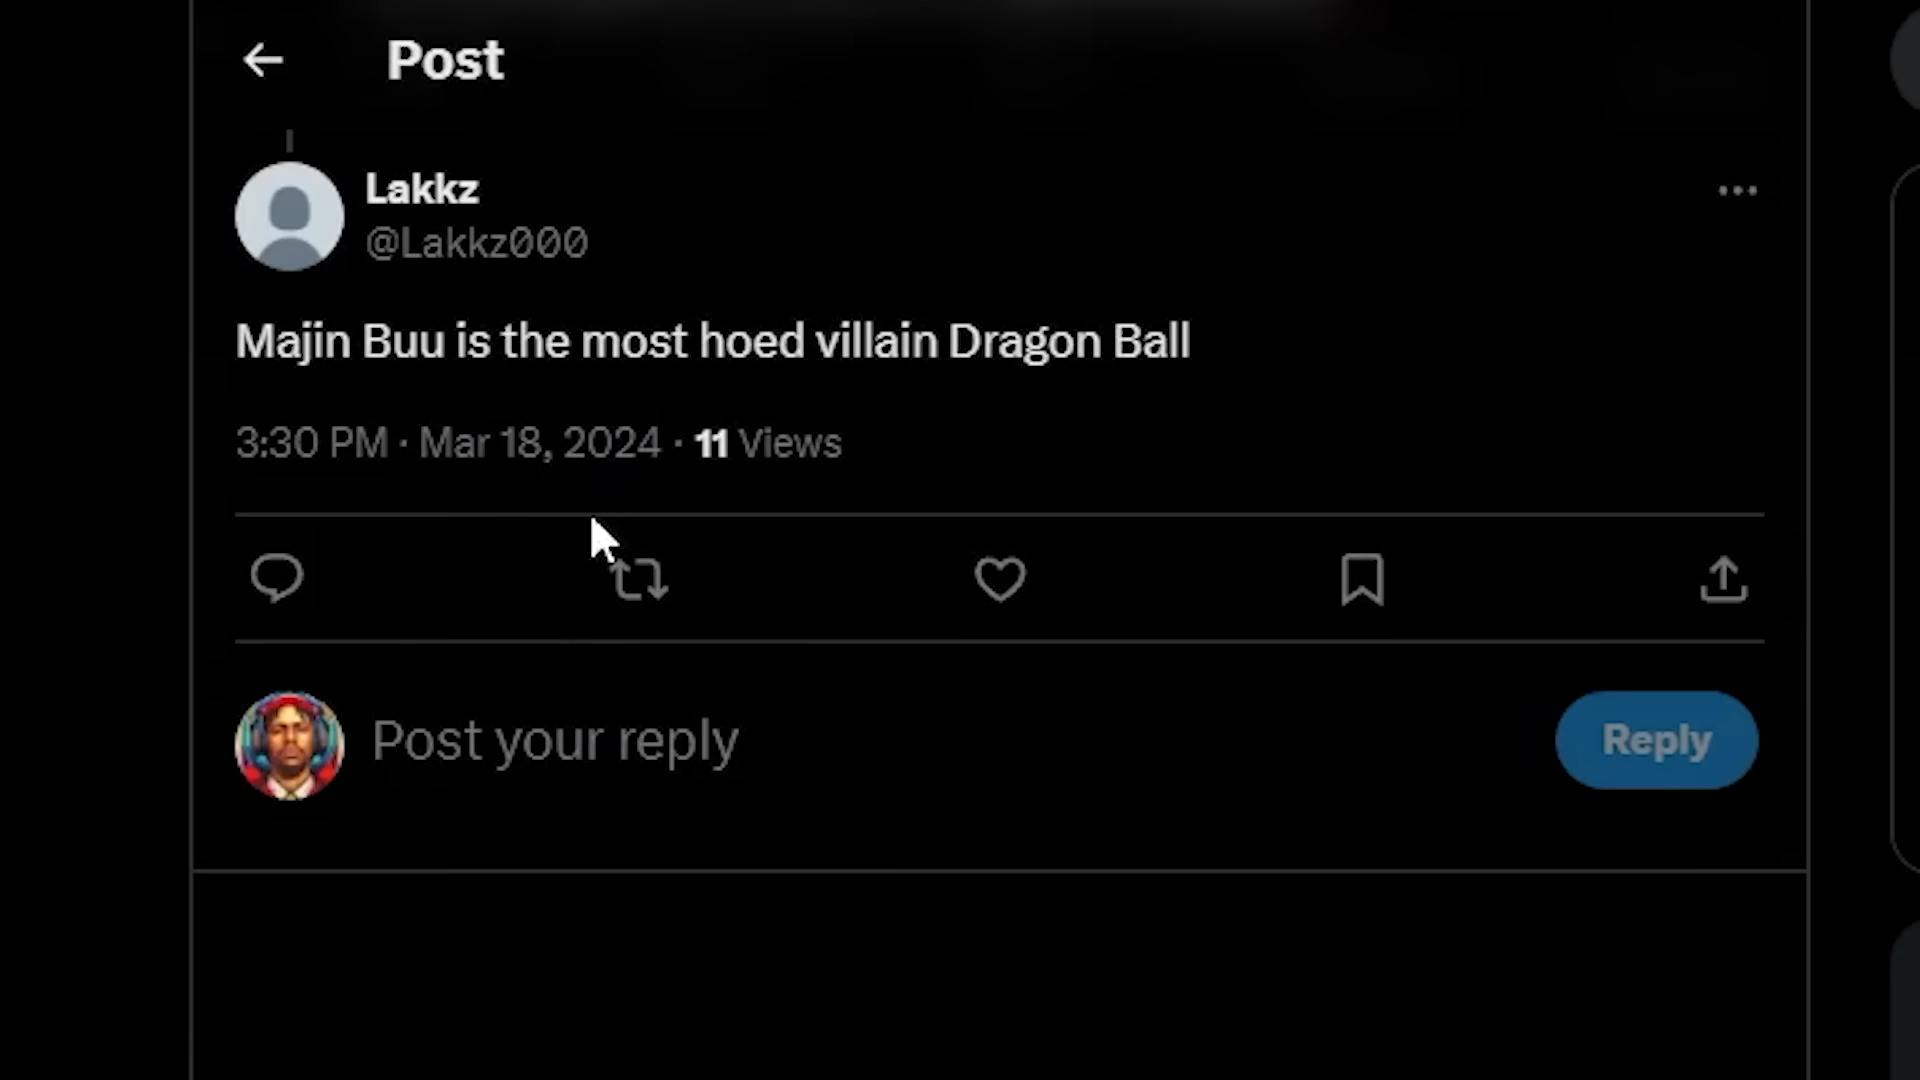 Post
Lakkz
@Lakkz000
Majin Buu is the most hoed villain Dragon Ball
3:30 PM · Mar 18, 2024 · 11 Views
Post your reply
Reply